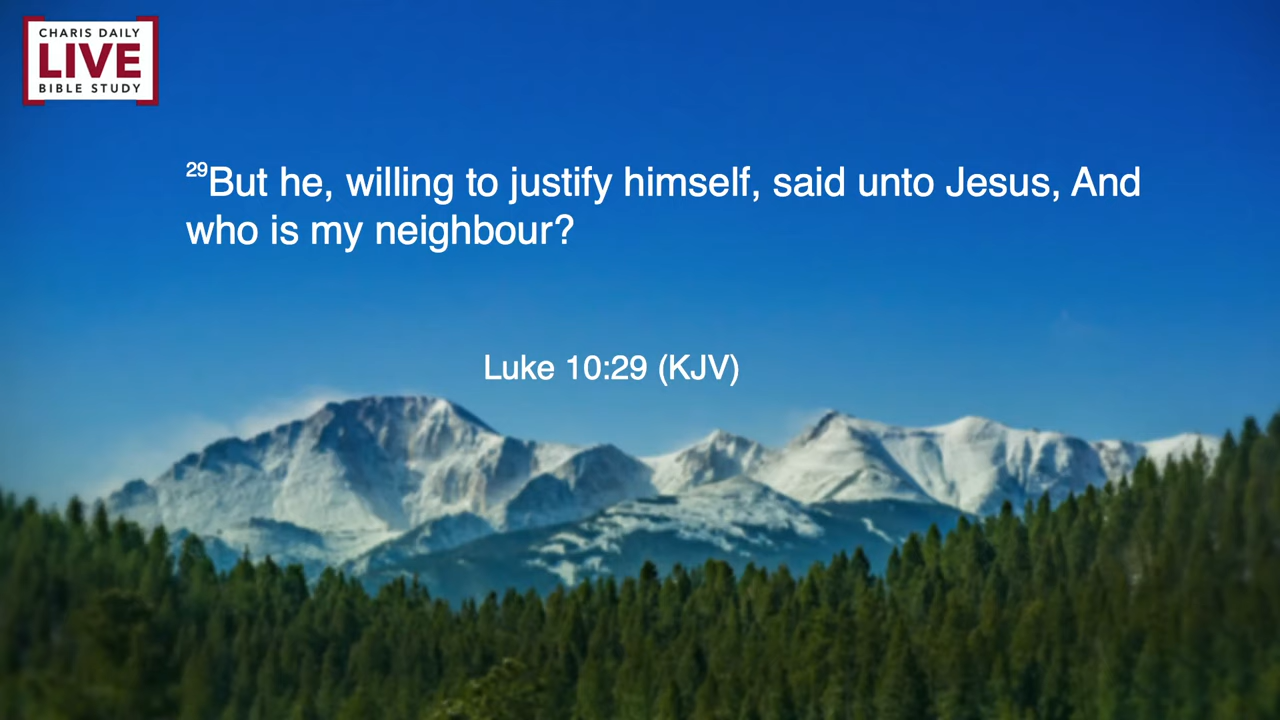 CHARIS DAILY
LIVE
BIBLE STUDY
29But he, willing to justify himself, said unto Jesus, And
who is my neighbour?
Luke 10:29 (KJV)